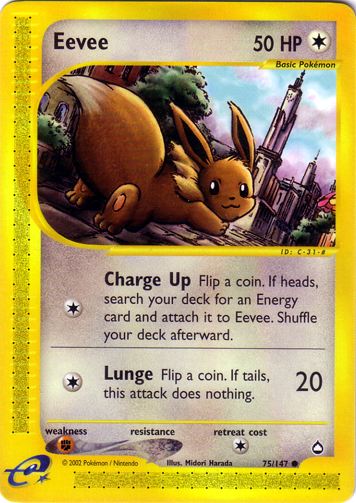 Eevee 50 HP
Basic Pokémon
ID: C-31-#
Charge Up Flip a coin. If heads,
search your deck for an Energy
card and attach it to Eevee. Shuffle
your deck afterward.
Lunge Flip a coin. If tails,
this attack does nothing. 20
weakness resistance retreat cost
© 2002 Pokémon / Nintendo Illus. Midori Harada 75/147
e